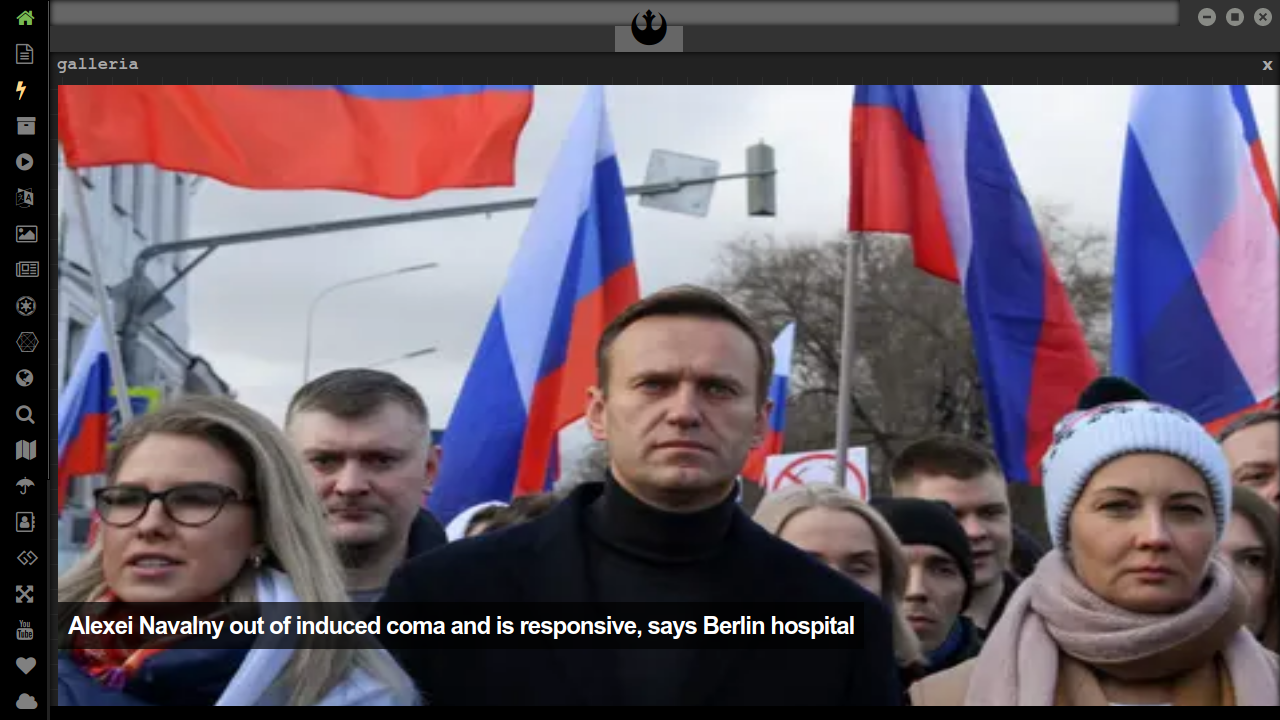 galleria
x
Alexei Navalny out of induced coma and is responsive, says Berlin hospital
You
Tube